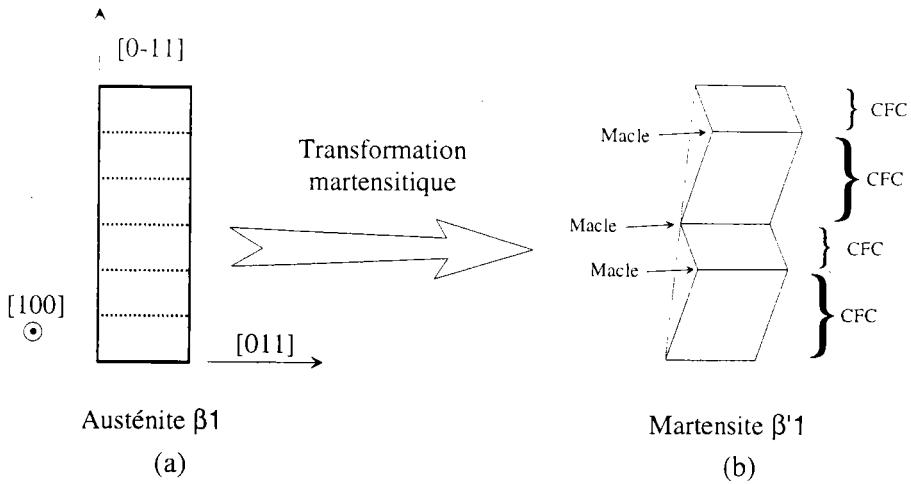 [0-11]
[100]
[011]
Austénite β1
(a)
Transformation
martensitique
Macle
Macle
Macle
CFC
CFC
CFC
CFC
Martensite β'1
(b)